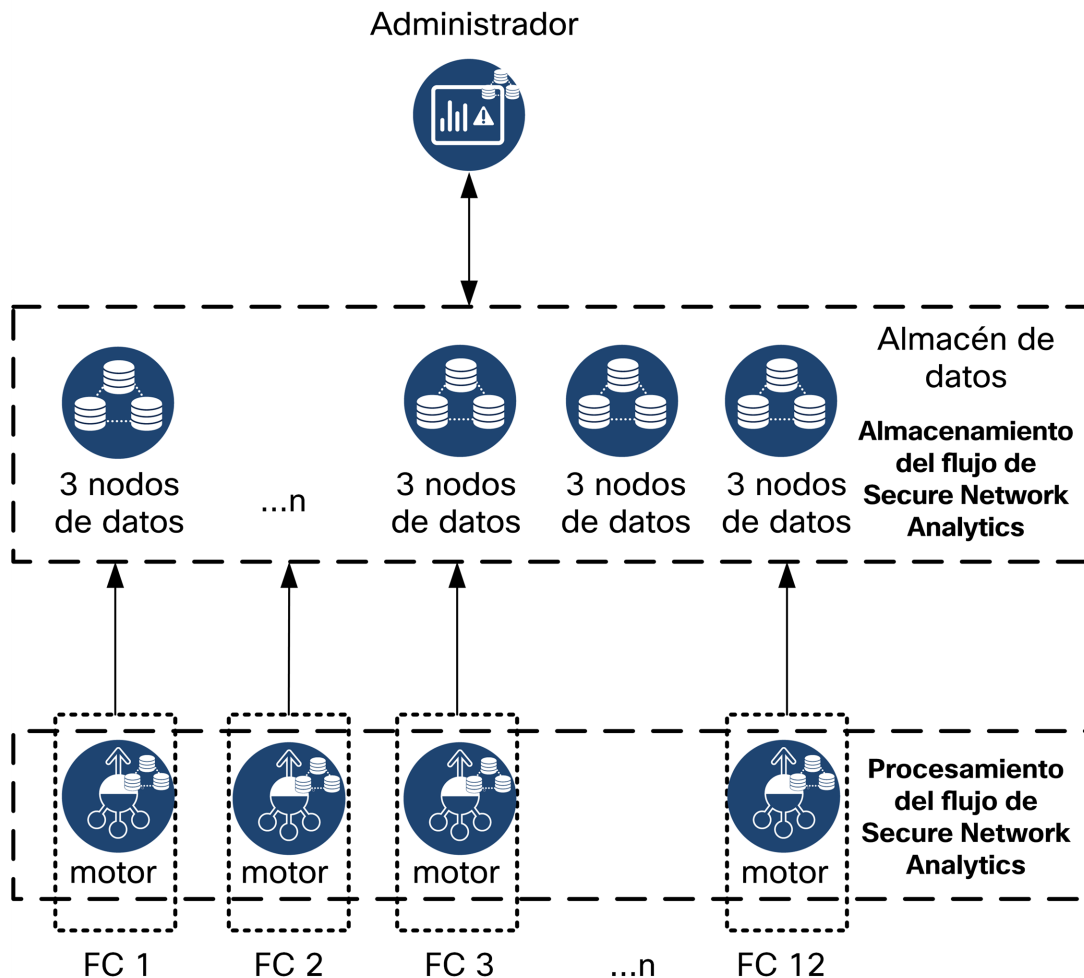 Administrador
Almacén de
datos
Almacenamiento
del flujo de
Secure Network
Analytics
3 nodos
de datos
...n
3 nodos
de datos
3 nodos
de datos
3 nodos
de datos
Procesamiento
del flujo de
Secure Network
Analytics
motor
motor
motor
motor
FC 1
FC 2
FC 3
...n
FC 12